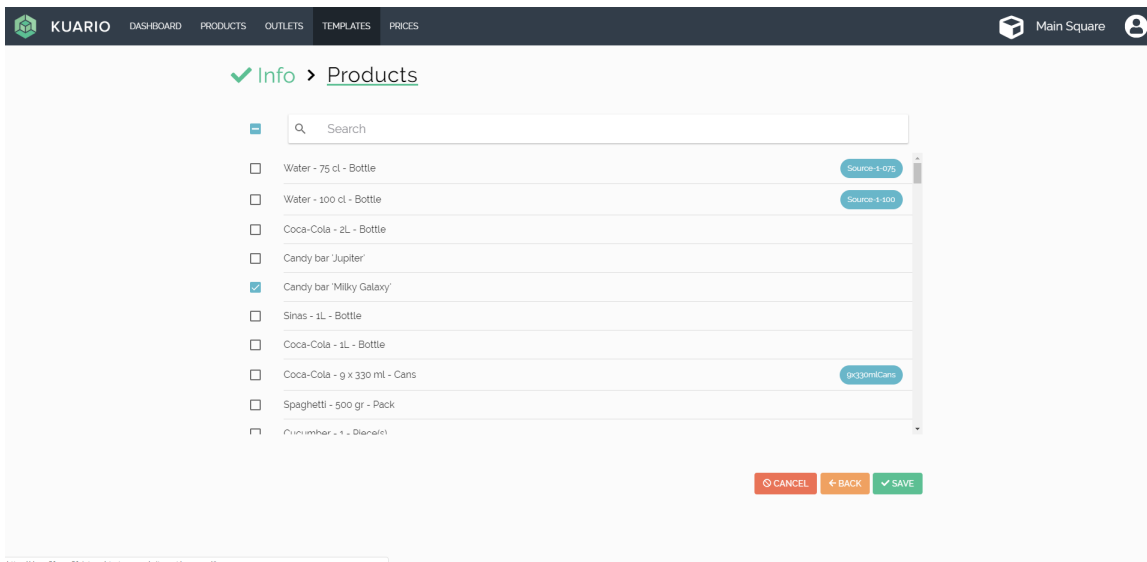 KUARIO DASHBOARD PRODUCTS OUTLETS TEMPLATES PRICES Main Square
Info > Products
Search
Water - 75 cl - Bottle Source-1-075
Water - 100 cl - Bottle Source-1-100
Coca-Cola - 2L - Bottle
Candy bar 'Jupiter'
Candy bar 'Milky Galaxy'
Sinas - 1L - Bottle
Coca-Cola - 1L - Bottle
Coca-Cola - 9 x 330 ml - Cans 9x330mlCans
Spaghetti - 500 gr - Pack
Cucumber - 1 - Piece(s)
CANCEL BACK SAVE